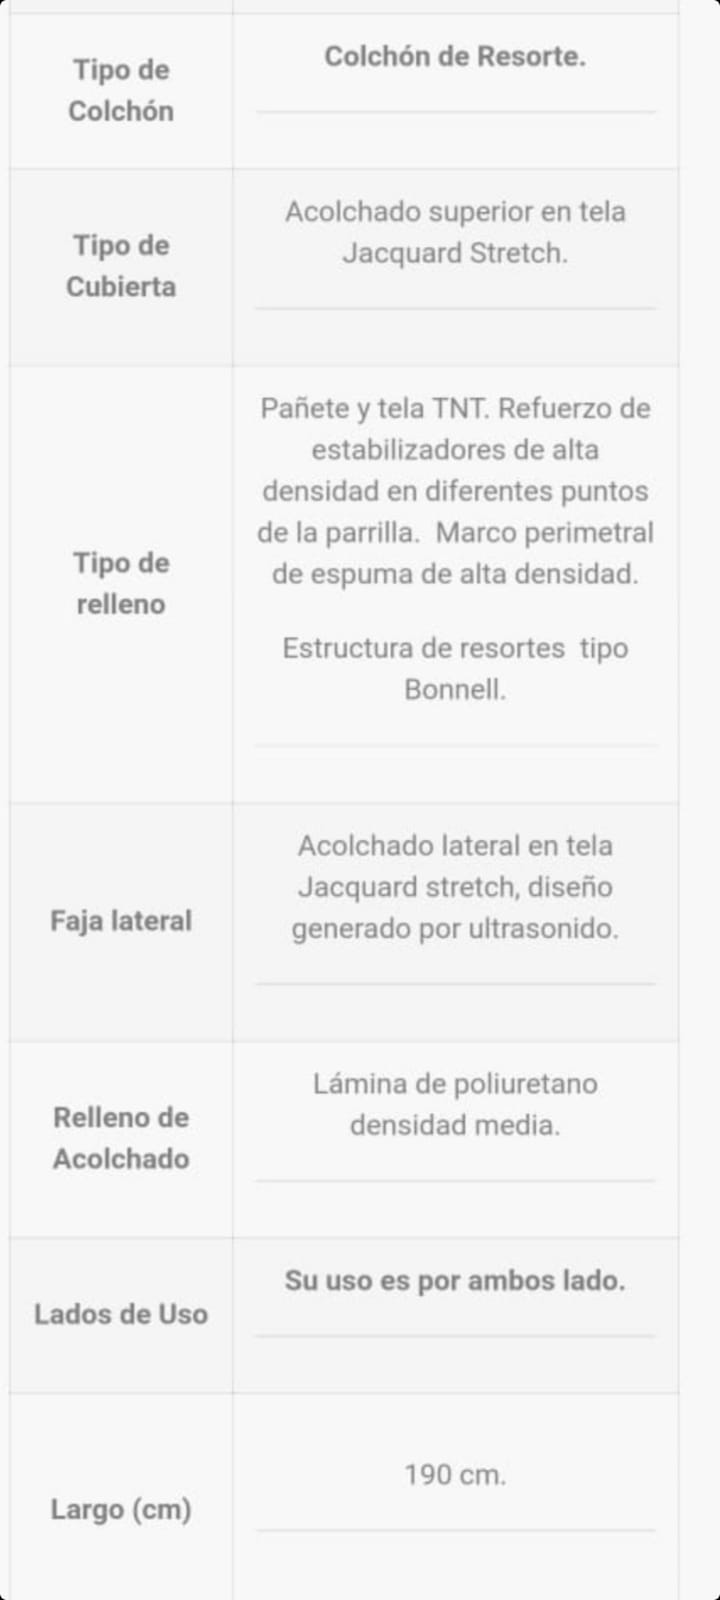 Tipo de
Colchón
Colchón de Resorte.
Tipo de
Cubierta
Acolchado superior en tela
Jacquard Stretch.
Tipo de
relleno
Pañete y tela TNT. Refuerzo de
estabilizadores de alta
densidad en diferentes puntos
de la parrilla.  Marco perimetral
de espuma de alta densidad.
Estructura de resortes  tipo
Bonnell.
Faja lateral
Acolchado lateral en tela
Jacquard stretch, diseño
generado por ultrasonido.
Relleno de
Acolchado
Lámina de poliuretano
densidad media.
Lados de Uso
Su uso es por ambos lado.
Largo (cm)
190 cm.